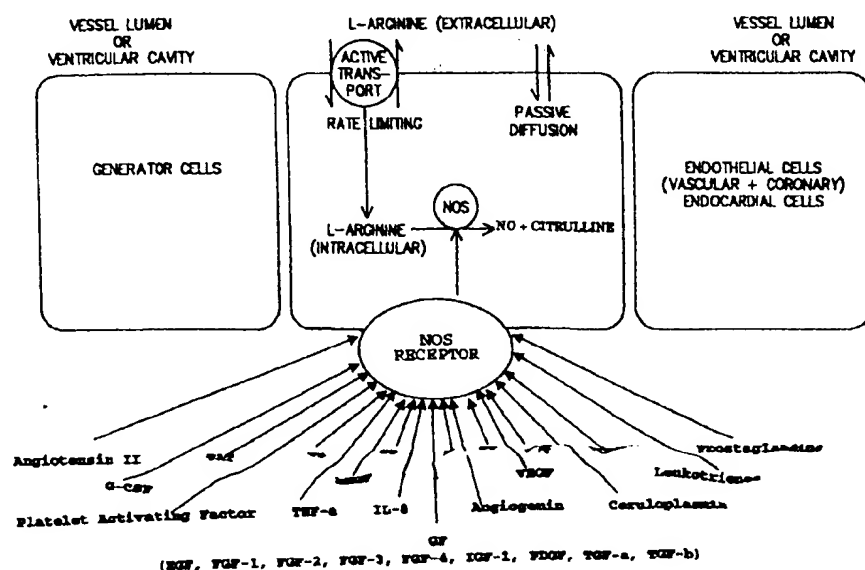 VESSEL LUMEN
OR
VENTRICULAR CAVITY
L-ARGININE (EXTRACELLULAR)
VESSEL LUMEN
OR
VENTRICULAR CAVITY
ACTIVE
TRANS-
PORT
RATE LIMITING
PASSIVE
DIFFUSION
GENERATOR CELLS
ENDOTHELIAL CELLS
(VASCULAR + CORONARY)
ENDOCARDIAL CELLS
NOS
L-ARGININE
(INTRACELLULAR)
NO + CITRULLINE
NOS
RECEPTOR
Angiotensin II
G-CSF
VEGF
Prostaglandins
Leukotrienes
Platelet Activating Factor
TNF-a
IL-8
Angiogenin
Ceruloplasmin
GF
(EGF, FGF-1, FGF-2, FGF-3, FGF-4, IGF-1, PDGF, TGF-a, TGF-b)